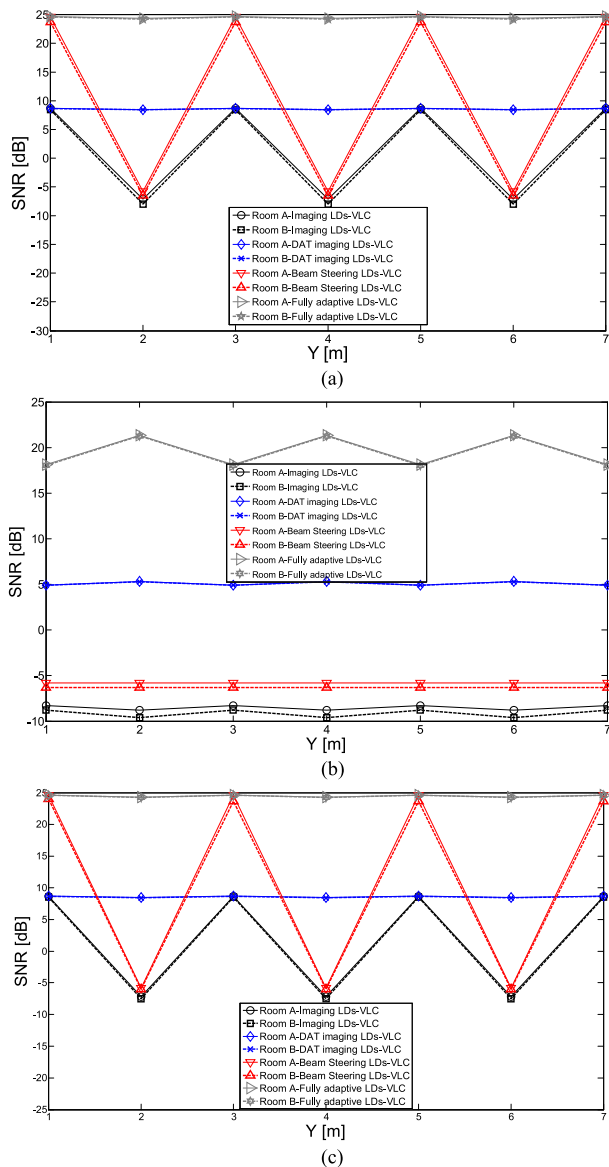 25
20
15
10
5
0
-5
-10
-15
-20
-25
-30
SNR [dB]
Room A-Imaging LDs-VLC
Room B-Imaging LDs-VLC
Room A-DAT imaging LDs-VLC
Room B-DAT imaging LDs-VLC
Room A-Beam Steering LDs-VLC
Room B-Beam Steering LDs-VLC
Room A-Fully adaptive LDs-VLC
Room B-Fully adaptive LDs-VLC
1 2 3 4 5 6 7
Y [m]
(a)
25
20
15
10
5
0
-5
-10
SNR [dB]
Room A-Imaging LDs-VLC
Room B-Imaging LDs-VLC
Room A-DAT imaging LDs-VLC
Room B-DAT imaging LDs-VLC
Room A-Beam Steering LDs-VLC
Room B-Beam Steering LDs-VLC
Room A-Fully adaptive LDs-VLC
Room B-Fully adaptive LDs-VLC
1 2 3 4 5 6 7
Y [m]
(b)
25
20
15
10
5
0
-5
-10
-15
-20
-25
SNR [dB]
Room A-Imaging LDs-VLC
Room B-Imaging LDs-VLC
Room A-DAT imaging LDs-VLC
Room B-DAT imaging LDs-VLC
Room A-Beam Steering LDs-VLC
Room B-Beam Steering LDs-VLC
Room A-Fully adaptive LDs-VLC
Room B-Fully adaptive LDs-VLC
1 2 3 4 5 6 7
Y [m]
(c)